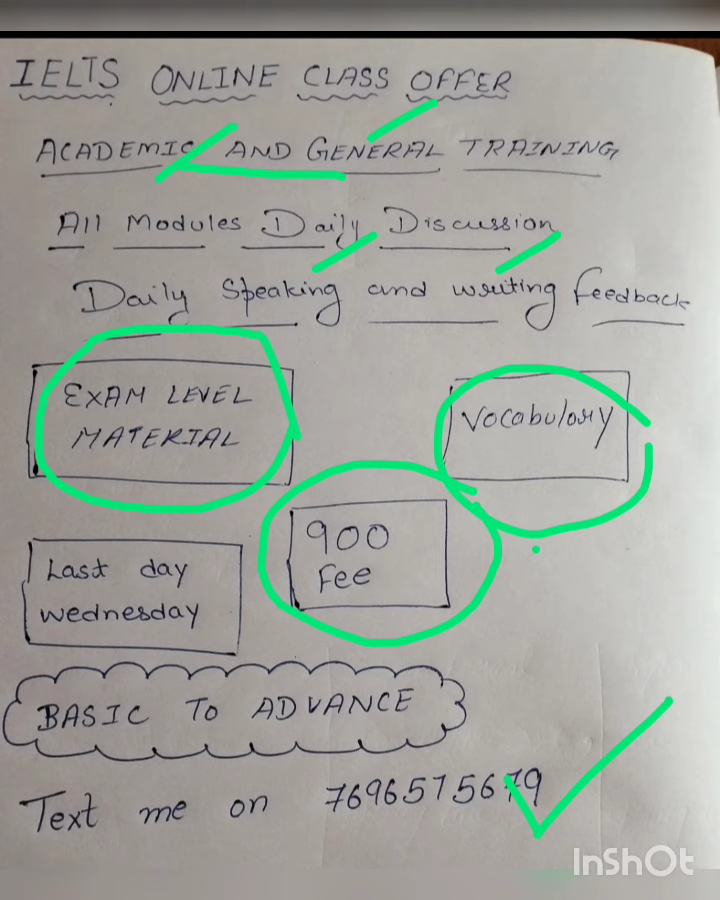 IELTS ONLINE CLASS OFFER
ACADEMIC AND GENERAL TRAINING
All Modules Daily Discussion
Daily Speaking and writing feedback
EXAM LEVEL
MATERIAL
Vocabulary
900
Fee
Last day
wednesday
BASIC TO ADVANCE
Text me on 7696575679
InShOt